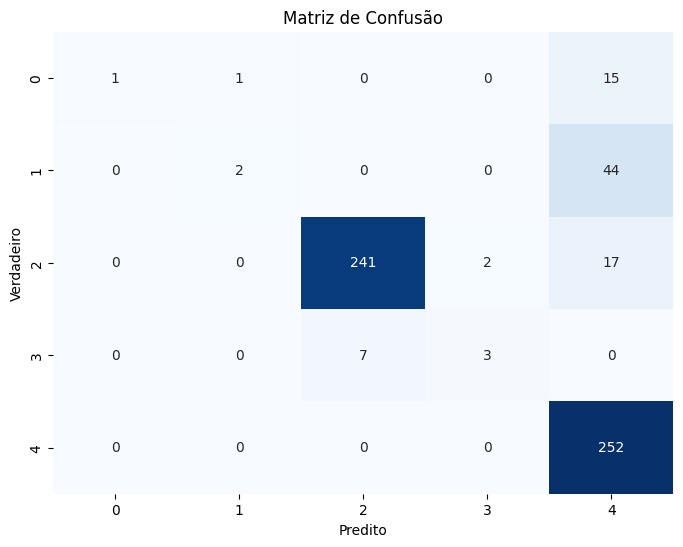 Matriz de Confusão
0 1 1 0 0 15
1 0 2 0 0 44
2 0 0 241 2 17
3 0 0 7 3 0
4 0 0 0 0 252
0 1 2 3 4
Verdadeiro
Predito